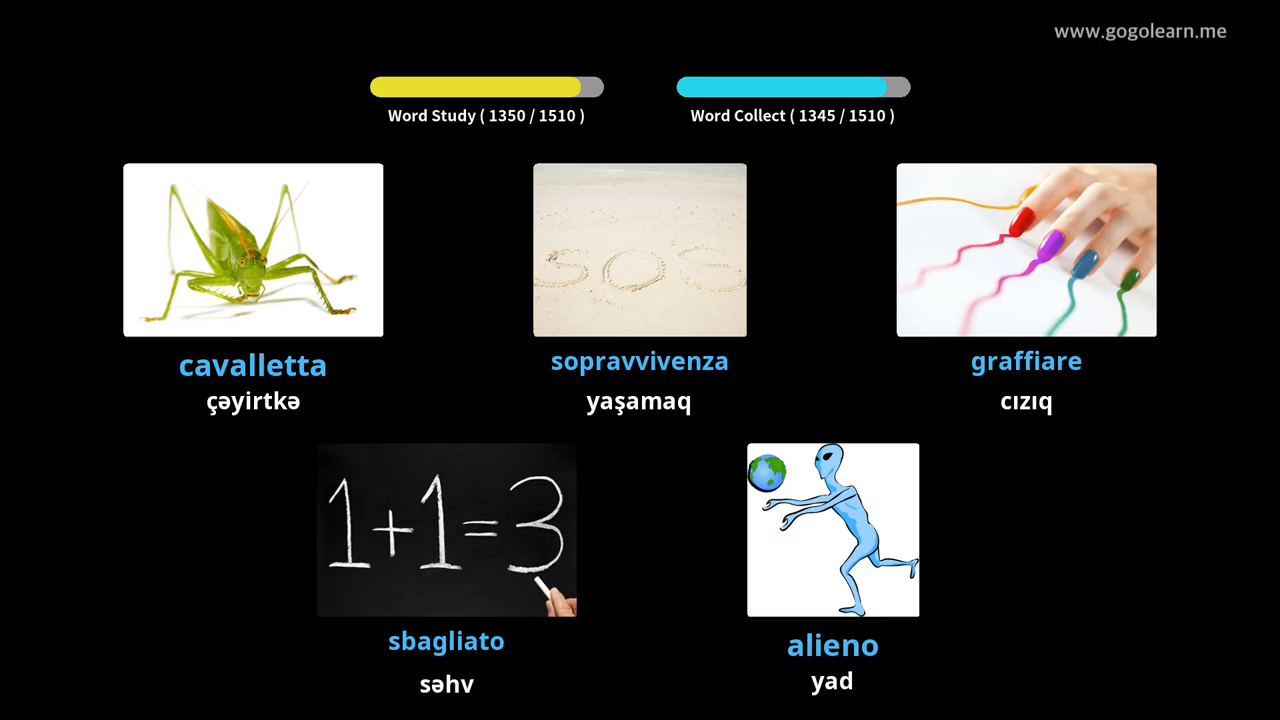 www.gogolearn.me
Word Study ( 1350 / 1510 )
Word Collect ( 1345 / 1510 )
SOS
cavalletta
çəyirtkə
sopravvivenza
yaşamaq
graffiare
cızıq
1+1=3
sbagliato
səhv
alieno
yad